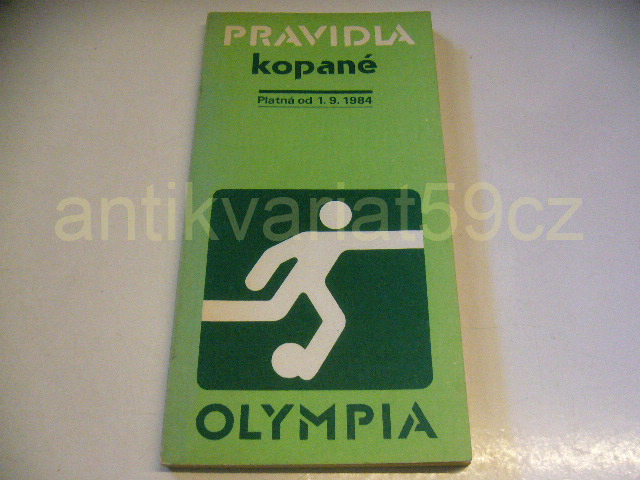 PRAVIDLA
kopané
Platná od 1. 9. 1984
antikvariat59cz
OLYMPIA